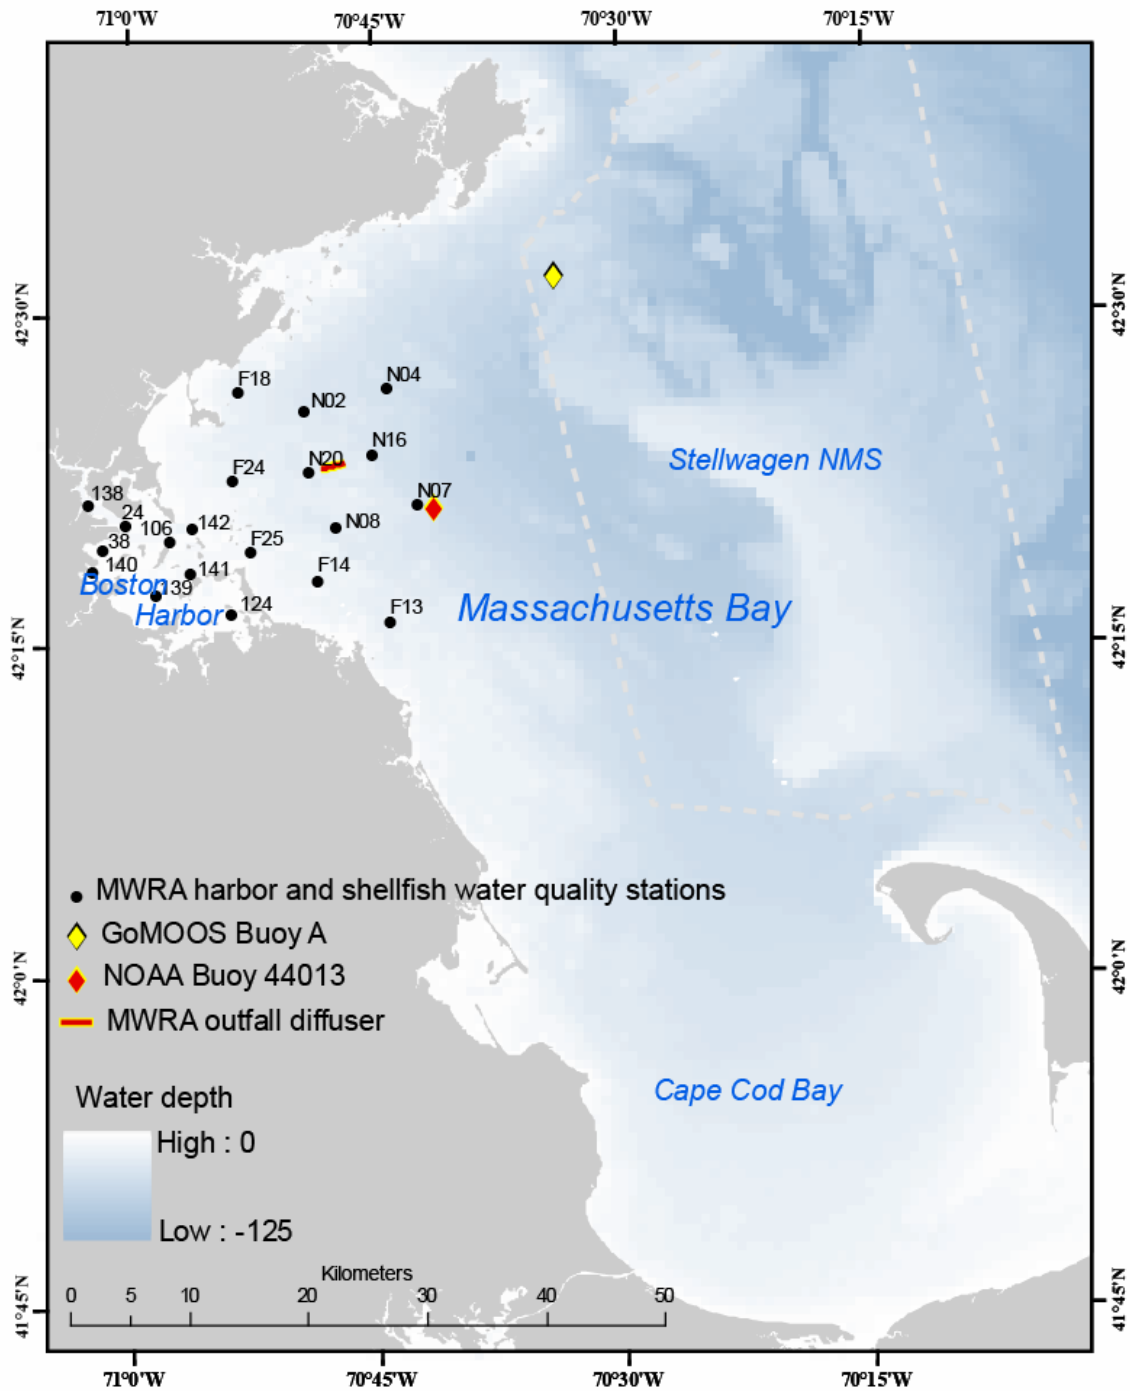 71°0'W 70°45'W 70°30'W 70°15'W
42°30'N 42°30'N
F18
N04
N02
N16
N20
F24
Stellwagen NMS
138
N07
24
106
142
N08
38
F25
140
141
F14
Boston
139
Harbor
124
F13
Massachusetts Bay
42°15'N 42°15'N
MWRA harbor and shellfish water quality stations
GoMOOS Buoy A
NOAA Buoy 44013
42°0'N 42°0'N
MWRA outfall diffuser
Cape Cod Bay
Water depth
High : 0
Low : -125
Kilometers
0 5 10 20 30 40 50
41°45'N 41°45'N
71°0'W 70°45'W 70°30'W 70°15'W